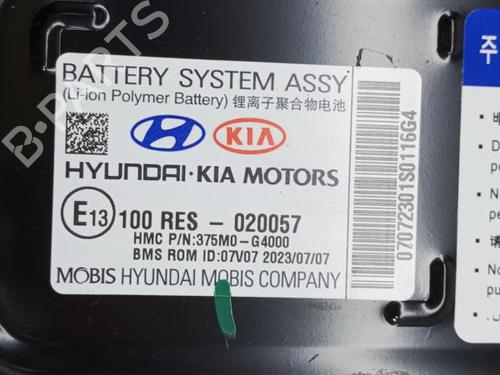 BATTERY SYSTEM ASSY
(Li-ion Polymer Battery) 锂离子聚合物电池
KIA
HYUNDAI · KIA MOTORS
E13 100 RES - 020057
HMC P/N:375M0-G4000
BMS ROM ID:07V07 2023/07/07
MOBIS HYUNDAI MOBIS COMPANY
07072301S0116G4
주
B-Parts